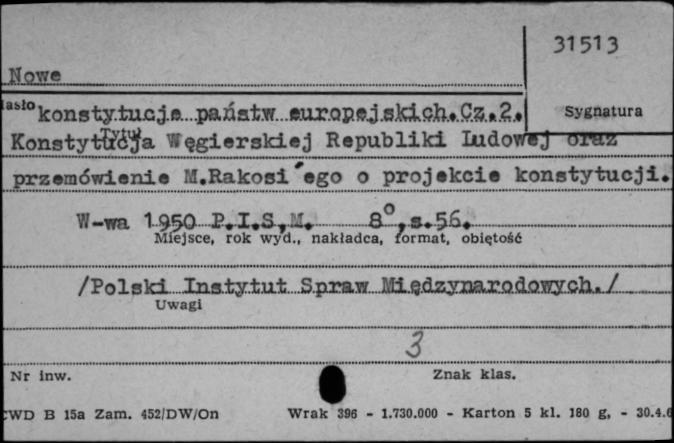 31513
Nowe
konstytucje państw europejskich.Cz.2.
Sygnatura
Tytuł
Konstytucja Węgierskiej Republiki Ludowej oraz
przemówienie M.Rakosi'ego o projekcie konstytucji.
W-wa 1950 P.I.S,M. 8°,s.56.
Miejsce, rok wyd., nakładca, format, objętość
/Polski Instytut Spraw Międzynarodowych./
Uwagi
3
Nr inw. Znak klas.
WD B 15a Zam. 452/DW/On Wrak 396 - 1.730.000 - Karton 5 kl. 180 g, - 30.4.6